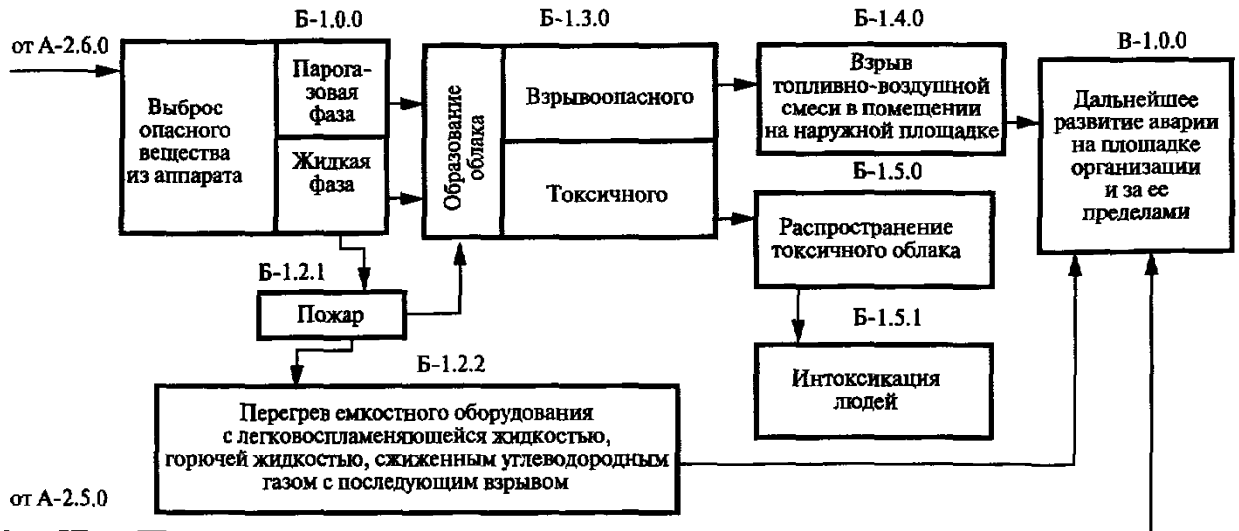 Б-1.0.0
Б-1.3.0
Б-1.4.0
В-1.0.0
от А-2.6.0
Выброс
опасного
вещества
из аппарата
Парога-
зовая
фаза
Жидкая
фаза
Образование
облака
Взрывоопасного
Токсичного
Взрыв
топливно-воздушной
смеси в помещении
на наружной площадке
Дальнейшее
развитие аварии
на площадке
организации
и за ее
пределами
Б-1.5.0
Распространение
токсичного облака
Б-1.2.1
Пожар
Б-1.5.1
Интоксикация
людей
Б-1.2.2
Перегрев емкостного оборудования
с легковоспламеняющейся жидкостью,
горючей жидкостью, сжиженным углеводородным
газом с последующим взрывом
от А-2.5.0